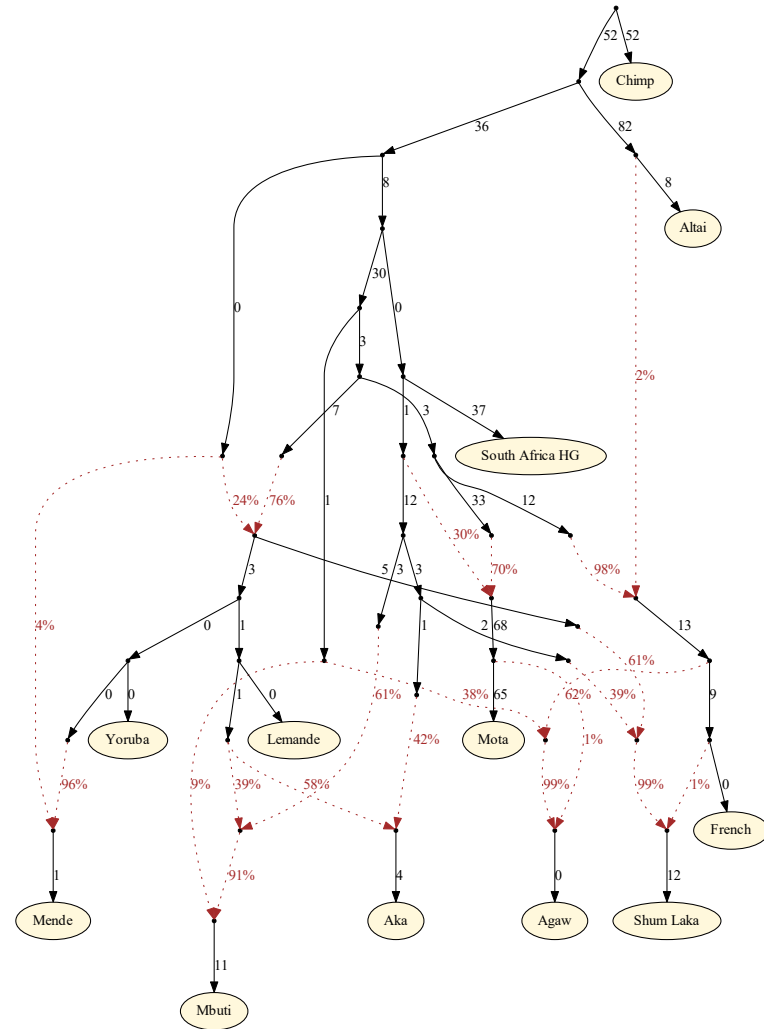 52 52
Chimp
36 82
8 8
Altai
30
0 0
3
2%
7 1 3 37
South Africa HG
24% 76% 1 12 30% 33 12
5 3 3 70% 98%
3
0 1 1 68 2 13
61%
0 0 1 0 61% 38% 65 62% 39% 9
4%
Yoruba Lemande 42% Mota 1%
96% 9% 39% 58% 99% 99% 1% 0
French
1 91% 4 0 12
Mende Aka Agaw Shum Laka
11
Mbuti